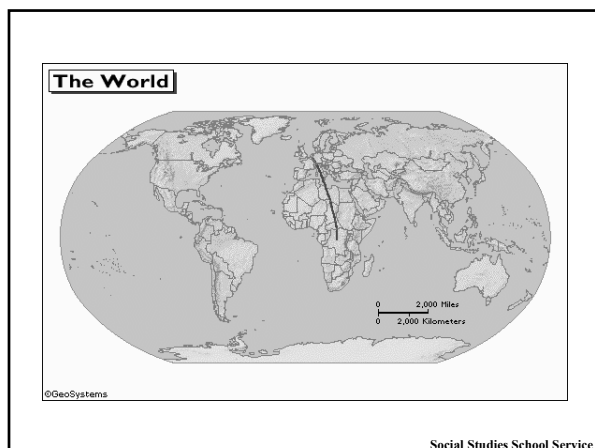 The World
0 2,000 Miles
0 2,000 Kilometers
©GeoSystems
Social Studies School Service